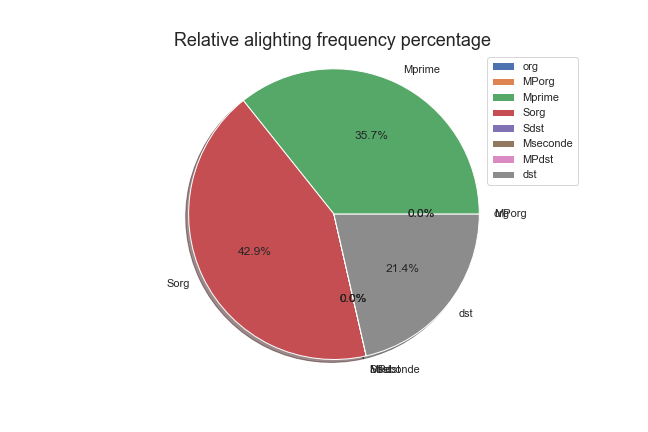 Relative alighting frequency percentage
org
MPorg
Mprime
Sorg
Sdst
Mseconde
MPdst
dst
Mprime
35.7%
0.0%
MPorg
42.9%
21.4%
Sorg
0.0%
dst